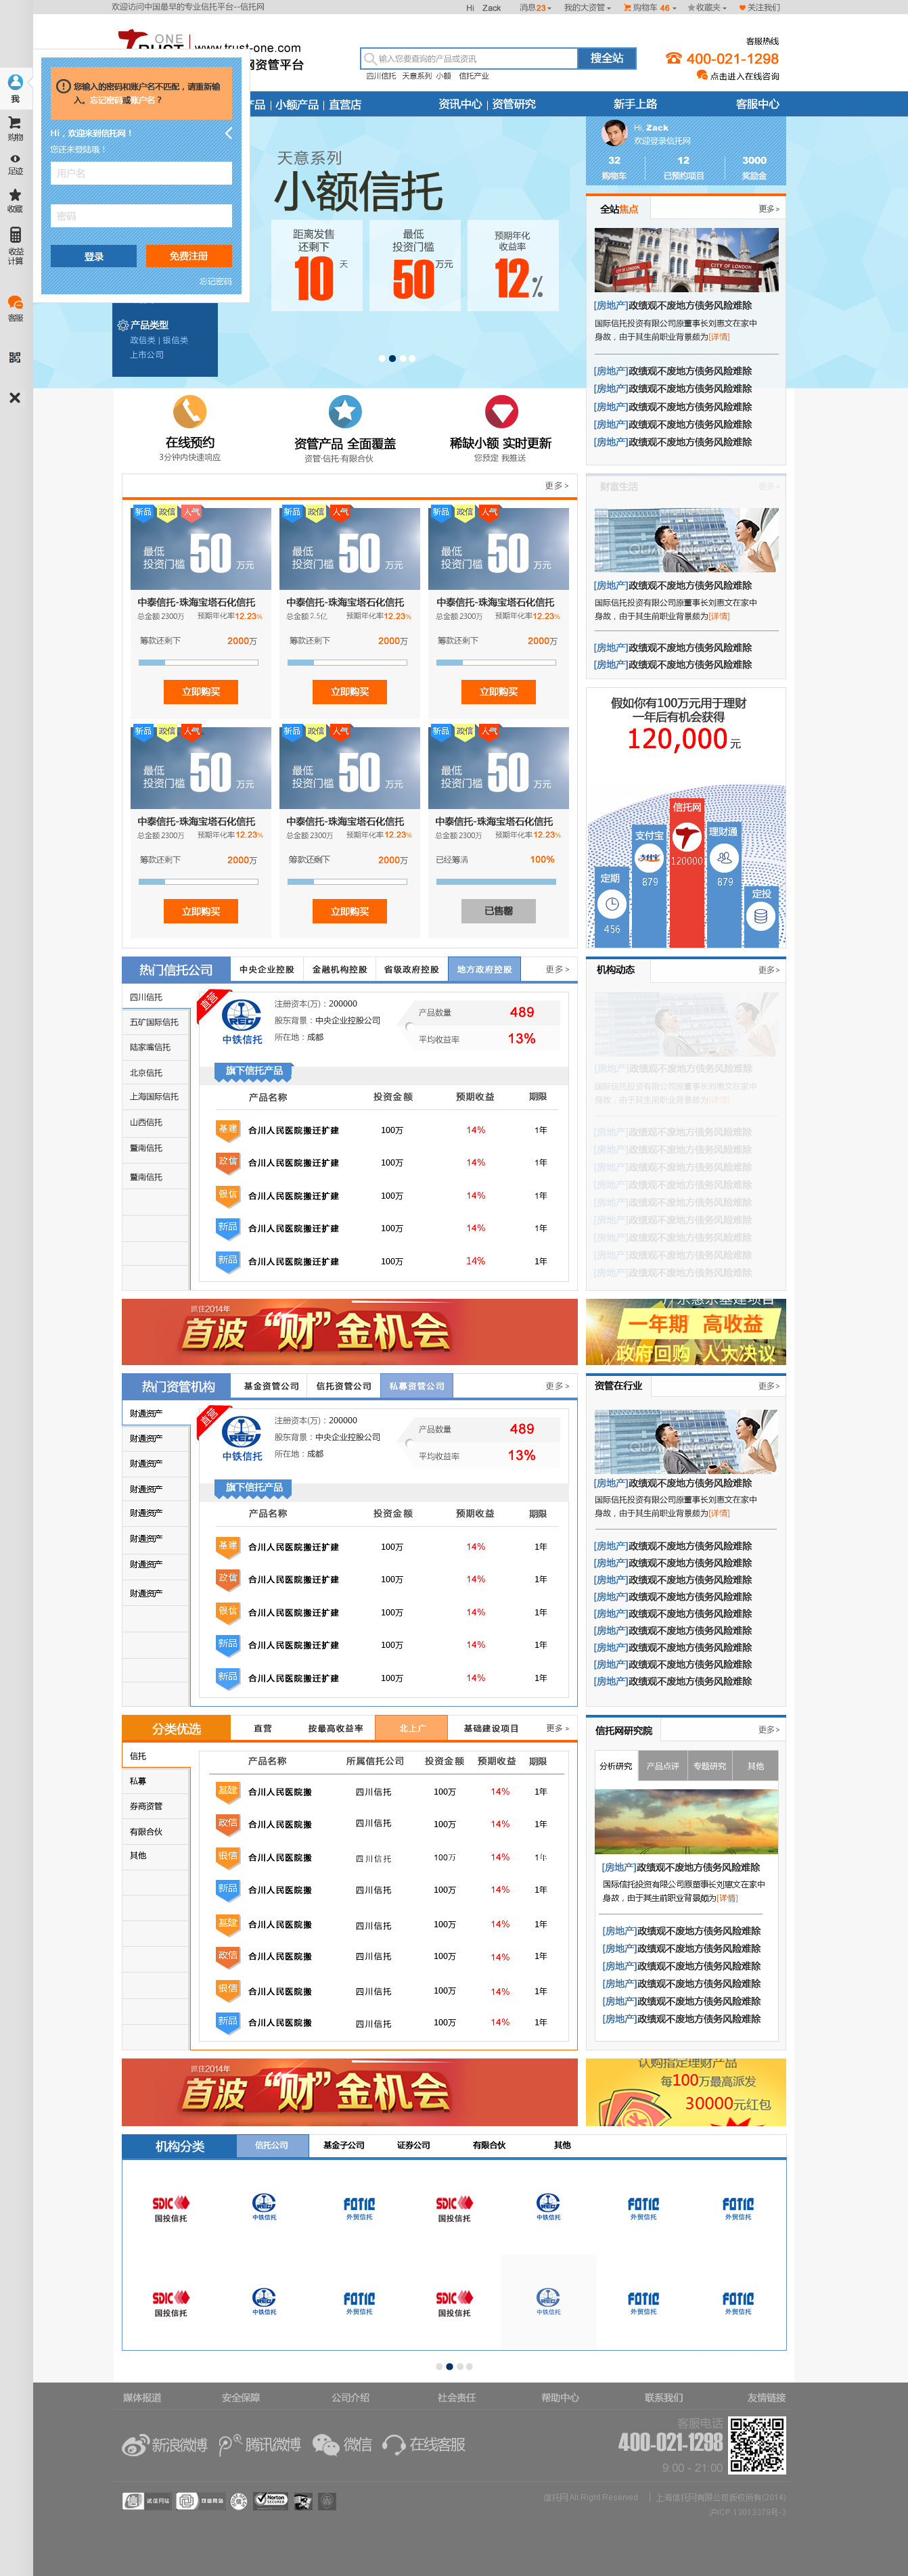 欢迎访问中国最早的专业信托平台--信托网
Hi Zack 消息23 我的大资管 购物车 46 收藏夹 关注我们
ONE
TRUST
www.trust-one.com
网资管平台
输入您要查询的产品或资讯
搜全站
四川信托 天意系列 小额 信托产业
客服热线
400-021-1298
点击进入在线咨询
产品 | 小额产品 | 直营店
资讯中心 | 资管研究
新手上路
客服中心
我
购物
足迹
收藏
收益
计算
客服
您输入的密码和账户名不匹配，请重新输
入。忘记密码或账户名？
Hi，欢迎来到信托网！
您还未登陆哦！
用户名
密码
登录
免费注册
忘记密码
产品类型
政信类 | 银信类
上市公司
天意系列
小额信托
距离发售
还剩下
10 天
最低
投资门槛
50 万元
预期年化
收益率
12%
Hi, Zack
欢迎登录信托网
32 12 3000
购物车 已预约项目 奖励金
全站焦点
更多>
[房地产]政绩观不废地方债务风险难除
国际信托投资有限公司原董事长刘惠文在家中
身故，由于其生前职业背景颇为[详情]
[房地产]政绩观不废地方债务风险难除
[房地产]政绩观不废地方债务风险难除
[房地产]政绩观不废地方债务风险难除
[房地产]政绩观不废地方债务风险难除
[房地产]政绩观不废地方债务风险难除
在线预约
3分钟内快速响应
资管产品 全面覆盖
资管·信托·有限合伙
稀缺小额 实时更新
您预定 我推送
更多>
新品 政信 人气
最低
投资门槛 50 万元
中泰信托-珠海宝塔石化信托
总金额2300万 预期年化率12.23%
筹款还剩下 2000万
立即购买
新品 政信 人气
最低
投资门槛 50 万元
中泰信托-珠海宝塔石化信托
总金额2.5亿 预期年化率12.23%
筹款还剩下 2000万
立即购买
新品 政信 人气
最低
投资门槛 50 万元
中泰信托-珠海宝塔石化信托
总金额2300万 预期年化率12.23%
筹款还剩下 2000万
立即购买
新品 政信 人气
最低
投资门槛 50 万元
中泰信托-珠海宝塔石化信托
总金额2300万 预期年化率12.23%
筹款还剩下 2000万
立即购买
新品 政信 人气
最低
投资门槛 50 万元
中泰信托-珠海宝塔石化信托
总金额2300万 预期年化率12.23%
筹款还剩下 2000万
立即购买
新品 政信 人气
最低
投资门槛 50 万元
中泰信托-珠海宝塔石化信托
总金额2300万 预期年化率12.23%
已经筹满 100%
已售罄
财富生活
更多>
[房地产]政绩观不废地方债务风险难除
国际信托投资有限公司原董事长刘惠文在家中
身故，由于其生前职业背景颇为[详情]
[房地产]政绩观不废地方债务风险难除
[房地产]政绩观不废地方债务风险难除
假如你有100万元用于理财
一年后有机会获得
120,000 元
定期
456
支付宝
879
信托网
120000
理财通
879
定投
热门信托公司
中央企业控股 金融机构控股 省级政府控股 地方政府控股 更多>
四川信托
五矿国际信托
陆家嘴信托
北京信托
上海国际信托
山西信托
暨南信托
暨南信托
直营
中铁信托
注册资本(万)：200000
股东背景：中央企业控股公司
所在地：成都
产品数量 489
平均收益率 13%
旗下信托产品
产品名称 投资金额 预期收益 期限
基建 合川人民医院搬迁扩建 100万 14% 1年
政信 合川人民医院搬迁扩建 100万 14% 1年
银信 合川人民医院搬迁扩建 100万 14% 1年
新品 合川人民医院搬迁扩建 100万 14% 1年
新品 合川人民医院搬迁扩建 100万 14% 1年
机构动态
更多>
[房地产]政绩观不废地方债务风险难除
国际信托投资有限公司原董事长刘惠文在家中
身故，由于其生前职业背景颇为[详情]
[房地产]政绩观不废地方债务风险难除
[房地产]政绩观不废地方债务风险难除
[房地产]政绩观不废地方债务风险难除
[房地产]政绩观不废地方债务风险难除
[房地产]政绩观不废地方债务风险难除
[房地产]政绩观不废地方债务风险难除
[房地产]政绩观不废地方债务风险难除
[房地产]政绩观不废地方债务风险难除
[房地产]政绩观不废地方债务风险难除
抓住2014年
首波“财”金机会
一年期 高收益
政府回购 人大决议
热门资管机构
基金资管公司 信托资管公司 私募资管公司 更多>
财通资产
财通资产
财通资产
财通资产
财通资产
财通资产
财通资产
财通资产
直营
中铁信托
注册资本(万)：200000
股东背景：中央企业控股公司
所在地：成都
产品数量 489
平均收益率 13%
旗下信托产品
产品名称 投资金额 预期收益 期限
基建 合川人民医院搬迁扩建 100万 14% 1年
政信 合川人民医院搬迁扩建 100万 14% 1年
银信 合川人民医院搬迁扩建 100万 14% 1年
新品 合川人民医院搬迁扩建 100万 14% 1年
新品 合川人民医院搬迁扩建 100万 14% 1年
资管在行业
更多>
[房地产]政绩观不废地方债务风险难除
国际信托投资有限公司原董事长刘惠文在家中
身故，由于其生前职业背景颇为[详情]
[房地产]政绩观不废地方债务风险难除
[房地产]政绩观不废地方债务风险难除
[房地产]政绩观不废地方债务风险难除
[房地产]政绩观不废地方债务风险难除
[房地产]政绩观不废地方债务风险难除
[房地产]政绩观不废地方债务风险难除
[房地产]政绩观不废地方债务风险难除
[房地产]政绩观不废地方债务风险难除
[房地产]政绩观不废地方债务风险难除
分类优选
直营 按最高收益率 北上广 基础建设项目 更多>
信托
私募
券商资管
有限合伙
其他
产品名称 所属信托公司 投资金额 预期收益 期限
基建 合川人民医院搬 四川信托 100万 14% 1年
政信 合川人民医院搬 四川信托 100万 14% 1年
银信 合川人民医院搬 四川信托 100万 14% 1年
新品 合川人民医院搬 四川信托 100万 14% 1年
基建 合川人民医院搬 四川信托 100万 14% 1年
政信 合川人民医院搬 四川信托 100万 14% 1年
银信 合川人民医院搬 四川信托 100万 14% 1年
新品 合川人民医院搬 四川信托 100万 14% 1年
信托网研究院
更多>
分析研究 产品点评 专题研究 其他
[房地产]政绩观不废地方债务风险难除
国际信托投资有限公司原董事长刘惠文在家中
身故，由于其生前职业背景颇为[详情]
[房地产]政绩观不废地方债务风险难除
[房地产]政绩观不废地方债务风险难除
[房地产]政绩观不废地方债务风险难除
[房地产]政绩观不废地方债务风险难除
[房地产]政绩观不废地方债务风险难除
[房地产]政绩观不废地方债务风险难除
抓住2014年
首波“财”金机会
认购指定理财产品
每100万最高派发
30000元红包
机构分类
信托公司 基金子公司 证券公司 有限合伙 其他
SDIC FOTIC SDIC FOTIC FOTIC
国投信托 中铁信托 外贸信托 国投信托 中铁信托 外贸信托 外贸信托
SDIC FOTIC SDIC FOTIC FOTIC
国投信托 中铁信托 外贸信托 国投信托 中铁信托 外贸信托 外贸信托
媒体报道 安全保障 公司介绍 社会责任 帮助中心 联系我们 友情链接
新浪微博 腾讯微博 微信 在线客服
客服电话
400-021-1298
9:00 - 21:00
诚信网站
Norton
信托网 All Right Reserved | 上海信托网有限公司版权所有(2014)
沪ICP 13013379号-3